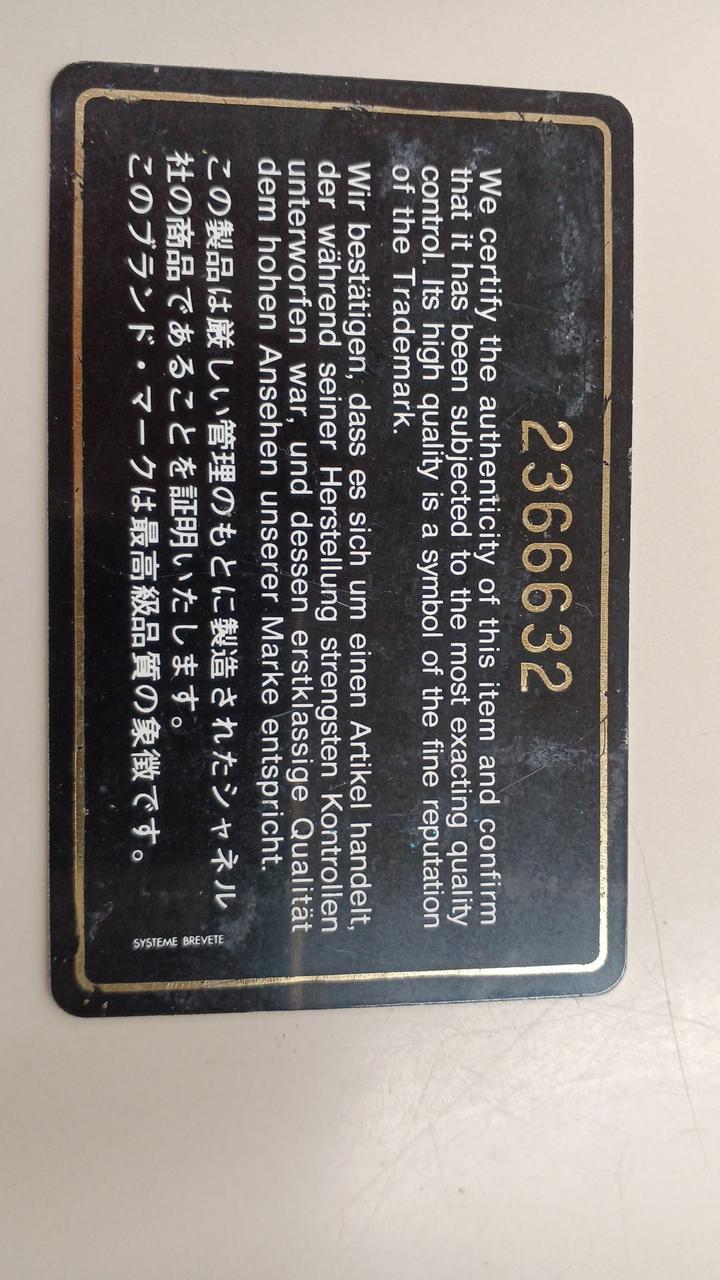 2366632
We certify the authenticity of this item and confirm
that it has been subjected to the most exacting quality
control. Its high quality is a symbol of the fine reputation
of the Trademark.
Wir bestätigen, dass es sich um einen Artikel handelt,
der während seiner Herstellung strengsten Kontrollen
unterworfen war, und dessen erstklassige Qualität
dem hohen Ansehen unserer Marke entspricht.
この製品は厳しい管理のもとに製造されたシャネル
社の商品であることを証明いたします。
このブランド・マークは最高級品質の象徴です。
SYSTEME BREVETE